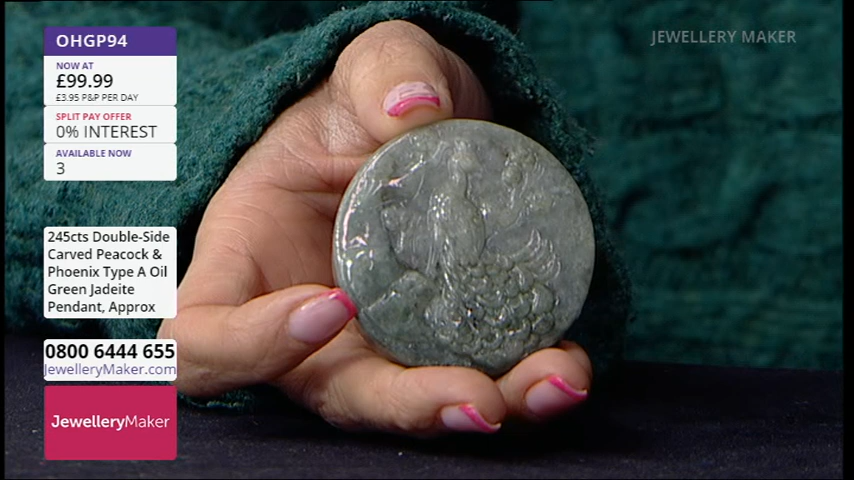 OHGP94
NOW AT
£99.99
£3.95 P&P PER DAY
SPLIT PAY OFFER
0% INTEREST
AVAILABLE NOW
3
245cts Double-Side
Carved Peacock &
Phoenix Type A Oil
Green Jadeite
Pendant, Approx
0800 6444 655
JewelleryMaker.com
JewelleryMaker
JEWELLERY MAKER